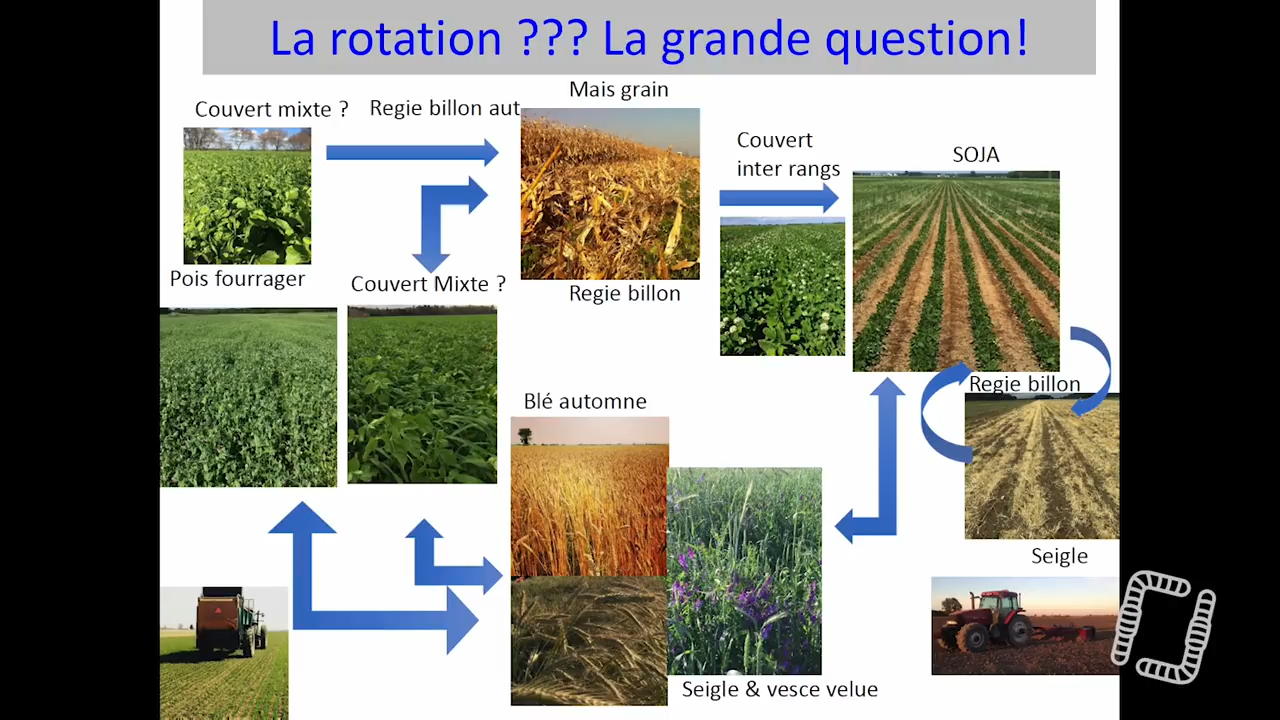 La rotation ??? La grande question!
Mais grain
Couvert mixte ?
Regie billon aut
Couvert
inter rangs
SOJA
Pois fourrager
Couvert Mixte ?
Regie billon
Regie billon
Blé automne
Seigle
Seigle & vesce velue